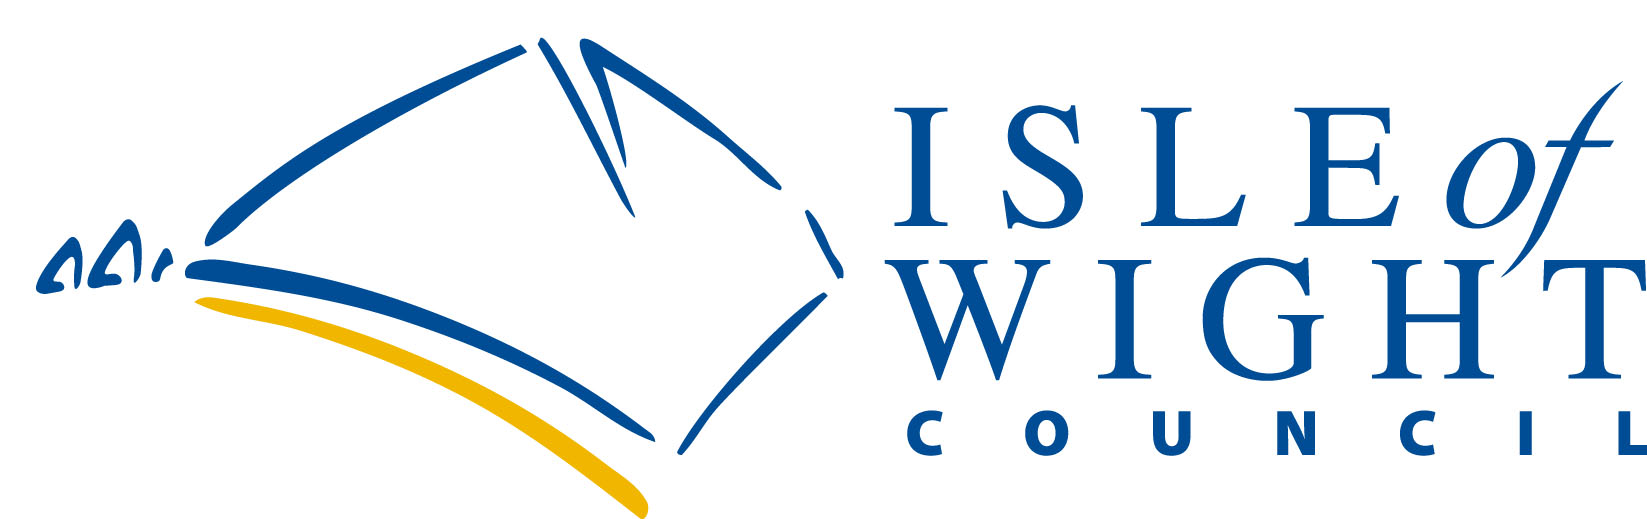 ISLE of
WIGHT
COUNCIL